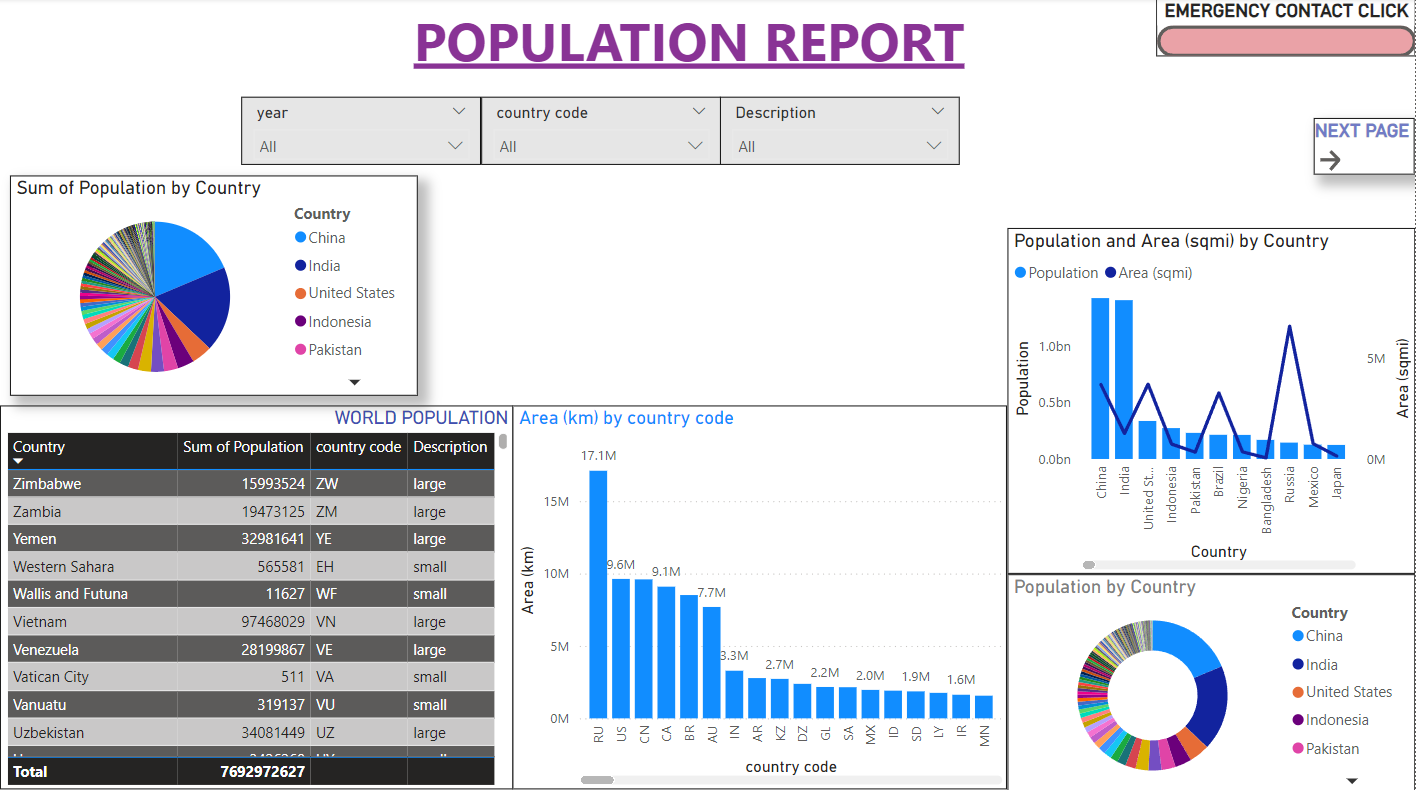 POPULATION REPORT
EMERGENCY CONTACT CLICK
year
All
country code
All
Description
All
NEXT PAGE
Sum of Population by Country
Country
China
India
United States
Indonesia
Pakistan
WORLD POPULATION
Country Sum of Population country code Description
Zimbabwe 15993524 ZW large
Zambia 19473125 ZM large
Yemen 32981641 YE large
Western Sahara 565581 EH small
Wallis and Futuna 11627 WF small
Vietnam 97468029 VN large
Venezuela 28199867 VE large
Vatican City 511 VA small
Vanuatu 319137 VU small
Uzbekistan 34081449 UZ large
Total 7692972627
Area (km) by country code
Area (km)
15M
10M
5M
0M
17.1M
9.6M
9.1M
7.7M
3.3M
2.7M
2.2M
2.0M
1.9M
1.6M
RU US CN CA BR AU IN AR KZ DZ GL SA MX ID SD LY IR MN
country code
Population and Area (sqmi) by Country
Population Area (sqmi)
Population
1.0bn
0.5bn
0.0bn
5M
0M
Area (sqmi)
China
India
United St...
Indonesia
Pakistan
Brazil
Nigeria
Bangladesh
Russia
Mexico
Japan
Country
Population by Country
Country
China
India
United States
Indonesia
Pakistan